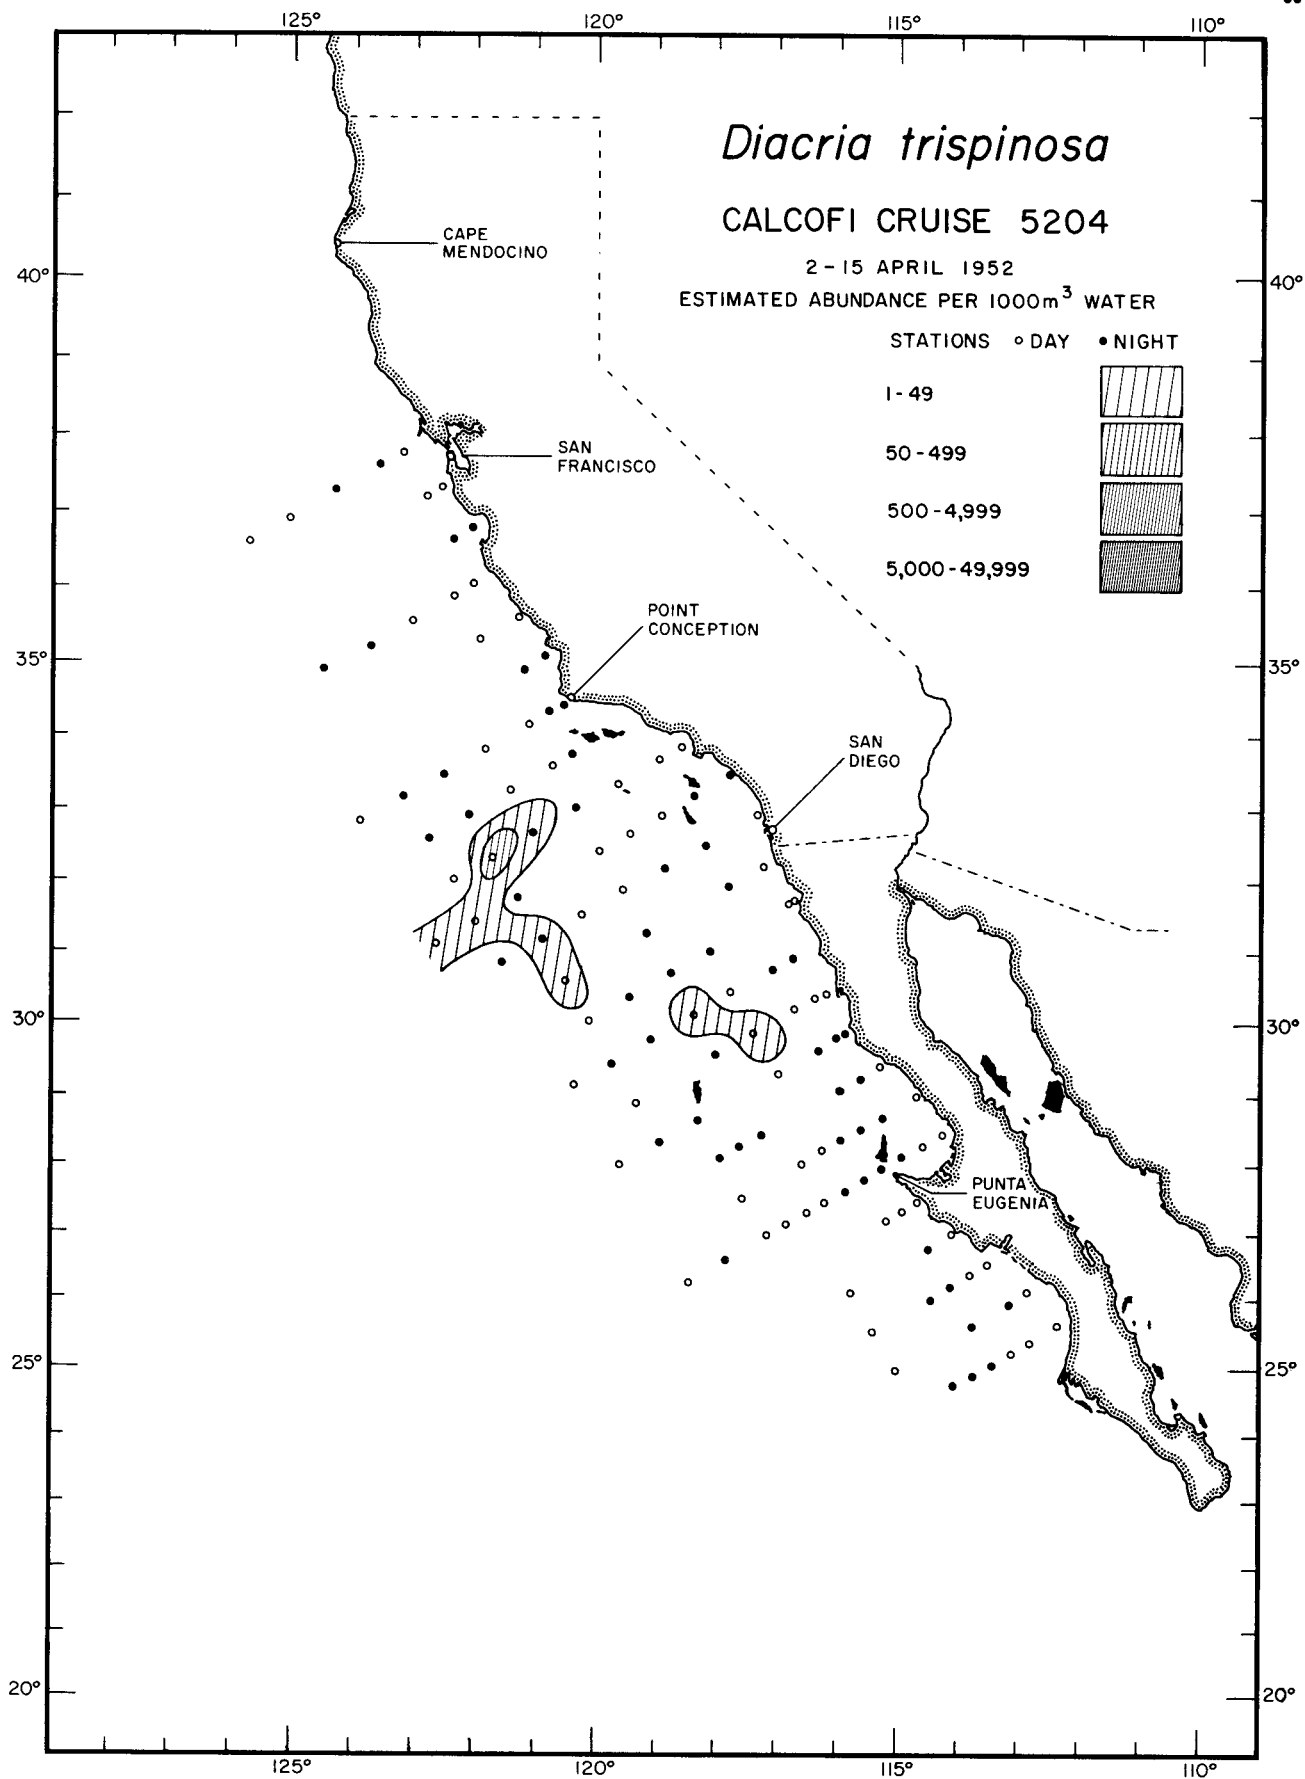 125°
120°
115°
110°
Diacria trispinosa
CALCOFI CRUISE 5204
2-15 APRIL 1952
ESTIMATED ABUNDANCE PER 1000m³ WATER
STATIONS ○ DAY ● NIGHT
1-49
50-499
500-4,999
5,000-49,999
CAPE
MENDOCINO
40°
40°
SAN
FRANCISCO
POINT
CONCEPTION
35°
35°
SAN
DIEGO
30°
30°
PUNTA
EUGENIA
25°
25°
20°
20°
125°
120°
115°
110°